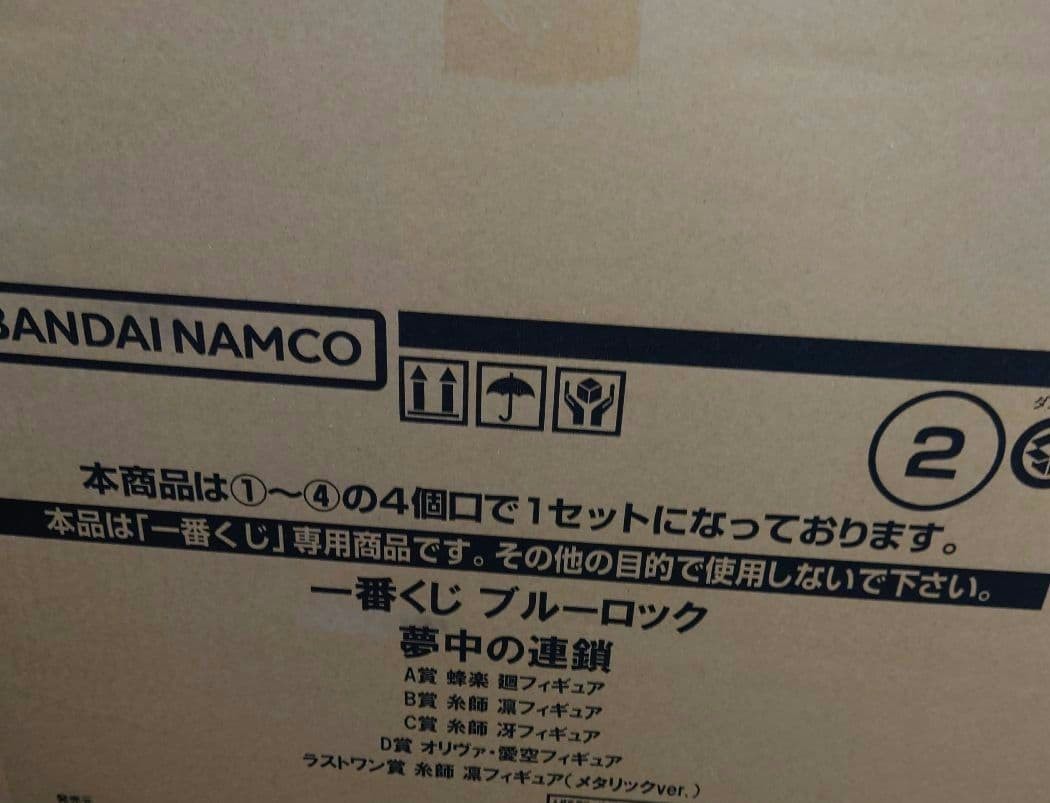 BANDAI NAMCO
2
本商品は①〜④の4個口で1セットになっております。
本品は「一番くじ」専用商品です。その他の目的で使用しないで下さい。
一番くじ ブルーロック
夢中の連鎖
A賞 蜂楽 廻フィギュア
B賞 糸師 凛フィギュア
C賞 糸師 冴フィギュア
D賞 オリヴァ・愛空フィギュア
ラストワン賞 糸師 凛フィギュア(メタリックver.)
発売元